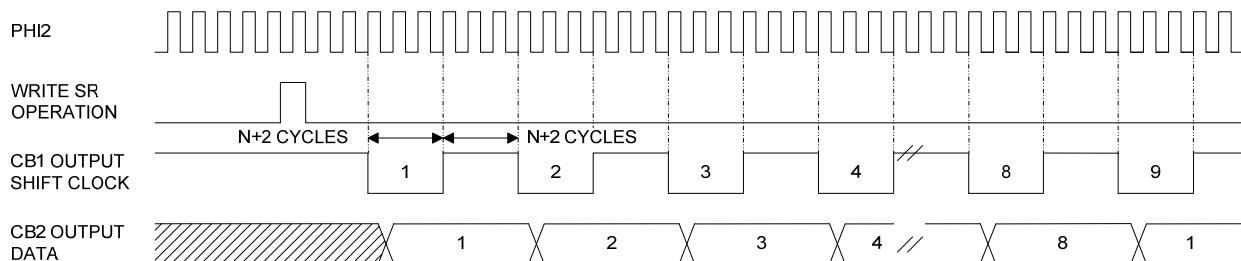 PHI2
WRITE SR
OPERATION
N+2 CYCLES
N+2 CYCLES
CB1 OUTPUT
SHIFT CLOCK
1
2
3
4
8
9
CB2 OUTPUT
DATA
1
2
3
4
8
1